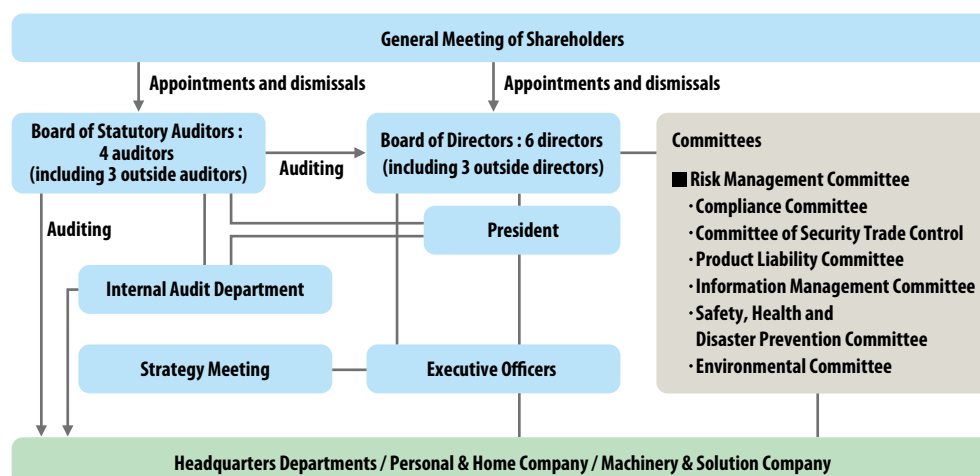 General Meeting of Shareholders
Appointments and dismissals
Appointments and dismissals
Board of Statutory Auditors :
4 auditors
(including 3 outside auditors)
Auditing
Board of Directors : 6 directors
(including 3 outside directors)
Committees
■ Risk Management Committee
・Compliance Committee
・Committee of Security Trade Control
・Product Liability Committee
・Information Management Committee
・Safety, Health and
Disaster Prevention Committee
・Environmental Committee
Auditing
President
Internal Audit Department
Strategy Meeting
Executive Officers
Headquarters Departments / Personal & Home Company / Machinery & Solution Company